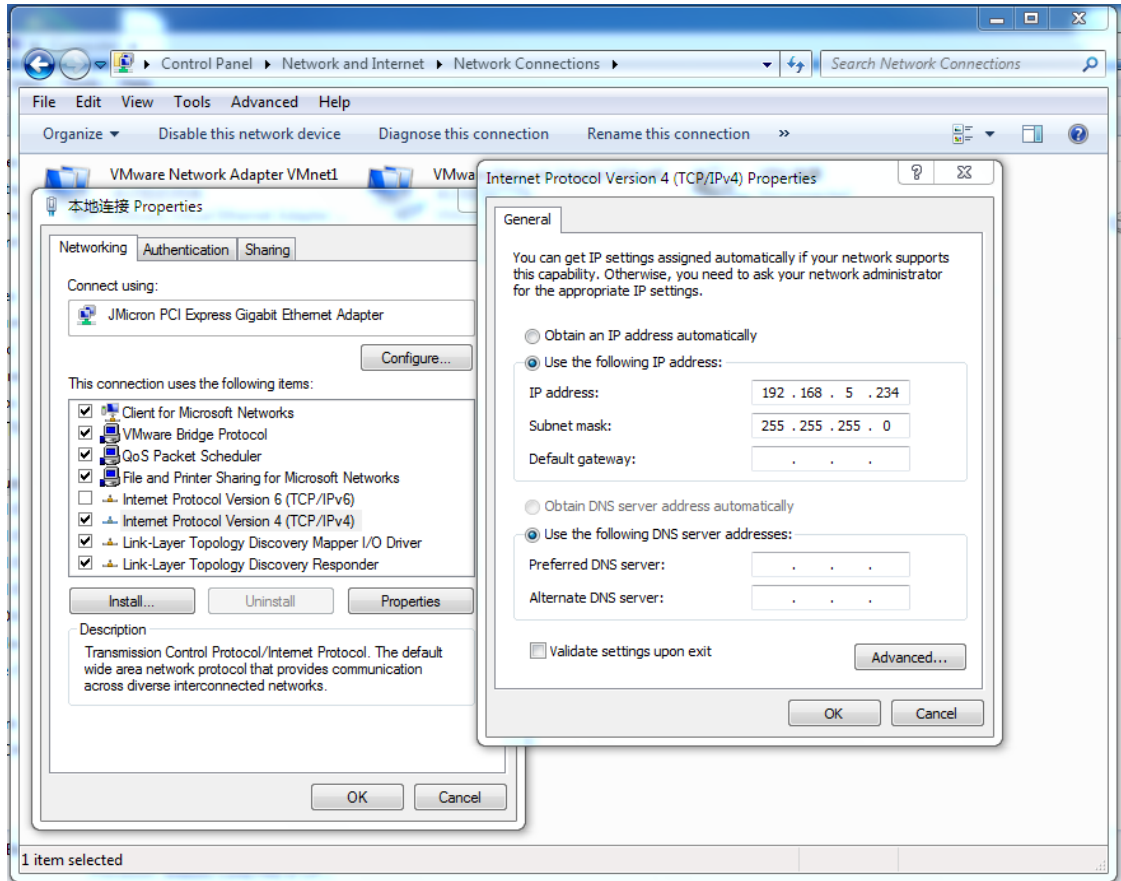 Control Panel Network and Internet Network Connections
Search Network Connections
File Edit View Tools Advanced Help
Organize Disable this network device Diagnose this connection Rename this connection »
VMware Network Adapter VMnet1
本地连接 Properties
Networking Authentication Sharing
Connect using:
JMicron PCI Express Gigabit Ethernet Adapter
Configure...
This connection uses the following items:
Client for Microsoft Networks
VMware Bridge Protocol
QoS Packet Scheduler
File and Printer Sharing for Microsoft Networks
Internet Protocol Version 6 (TCP/IPv6)
Internet Protocol Version 4 (TCP/IPv4)
Link-Layer Topology Discovery Mapper I/O Driver
Link-Layer Topology Discovery Responder
Install... Uninstall Properties
Description
Transmission Control Protocol/Internet Protocol. The default
wide area network protocol that provides communication
across diverse interconnected networks.
OK Cancel
Internet Protocol Version 4 (TCP/IPv4) Properties
General
You can get IP settings assigned automatically if your network supports
this capability. Otherwise, you need to ask your network administrator
for the appropriate IP settings.
Obtain an IP address automatically
Use the following IP address:
IP address: 192 . 168 . 5 . 234
Subnet mask: 255 . 255 . 255 . 0
Default gateway: . . .
Obtain DNS server address automatically
Use the following DNS server addresses:
Preferred DNS server: . . .
Alternate DNS server: . . .
Validate settings upon exit
Advanced...
OK Cancel
1 item selected